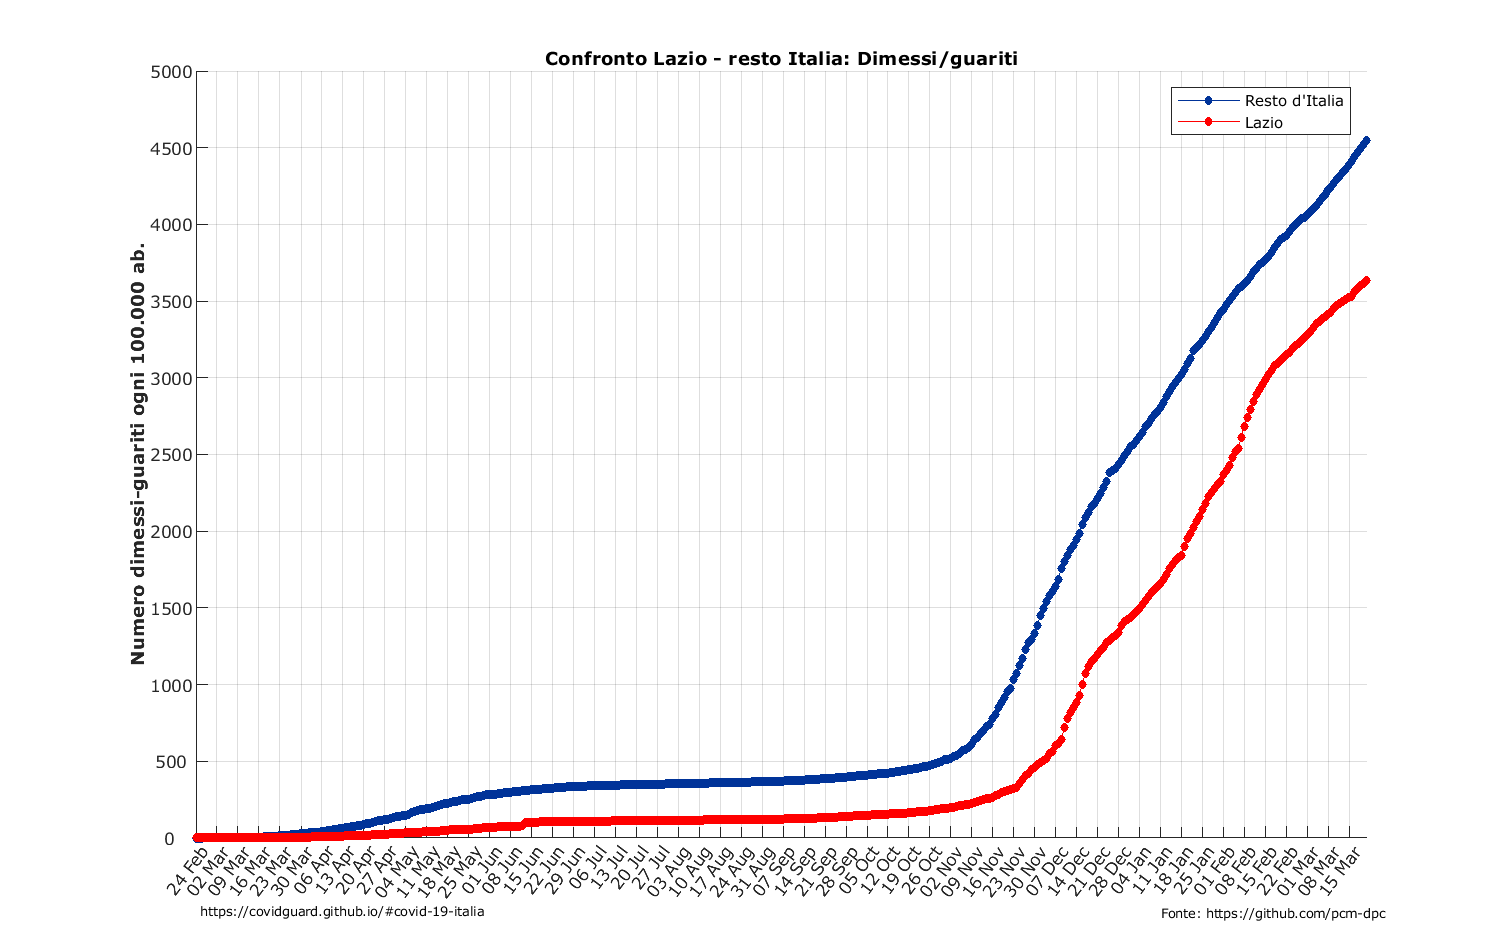 Confronto Lazio - resto Italia: Dimessi/guariti
Resto d'Italia
Lazio
Numero dimessi-guariti ogni 100.000 ab.
5000
4500
4000
3500
3000
2500
2000
1500
1000
500
0
24 Feb
02 Mar
09 Mar
16 Mar
23 Mar
30 Mar
06 Apr
13 Apr
20 Apr
27 Apr
04 May
11 May
18 May
25 May
01 Jun
08 Jun
15 Jun
22 Jun
29 Jun
06 Jul
13 Jul
20 Jul
27 Jul
03 Aug
10 Aug
17 Aug
24 Aug
31 Aug
07 Sep
14 Sep
21 Sep
28 Sep
05 Oct
12 Oct
19 Oct
26 Oct
02 Nov
09 Nov
16 Nov
23 Nov
30 Nov
07 Dec
14 Dec
21 Dec
28 Dec
04 Jan
11 Jan
18 Jan
25 Jan
01 Feb
08 Feb
15 Feb
22 Feb
01 Mar
08 Mar
15 Mar
https://covidguard.github.io/#covid-19-italia
Fonte: https://github.com/pcm-dpc